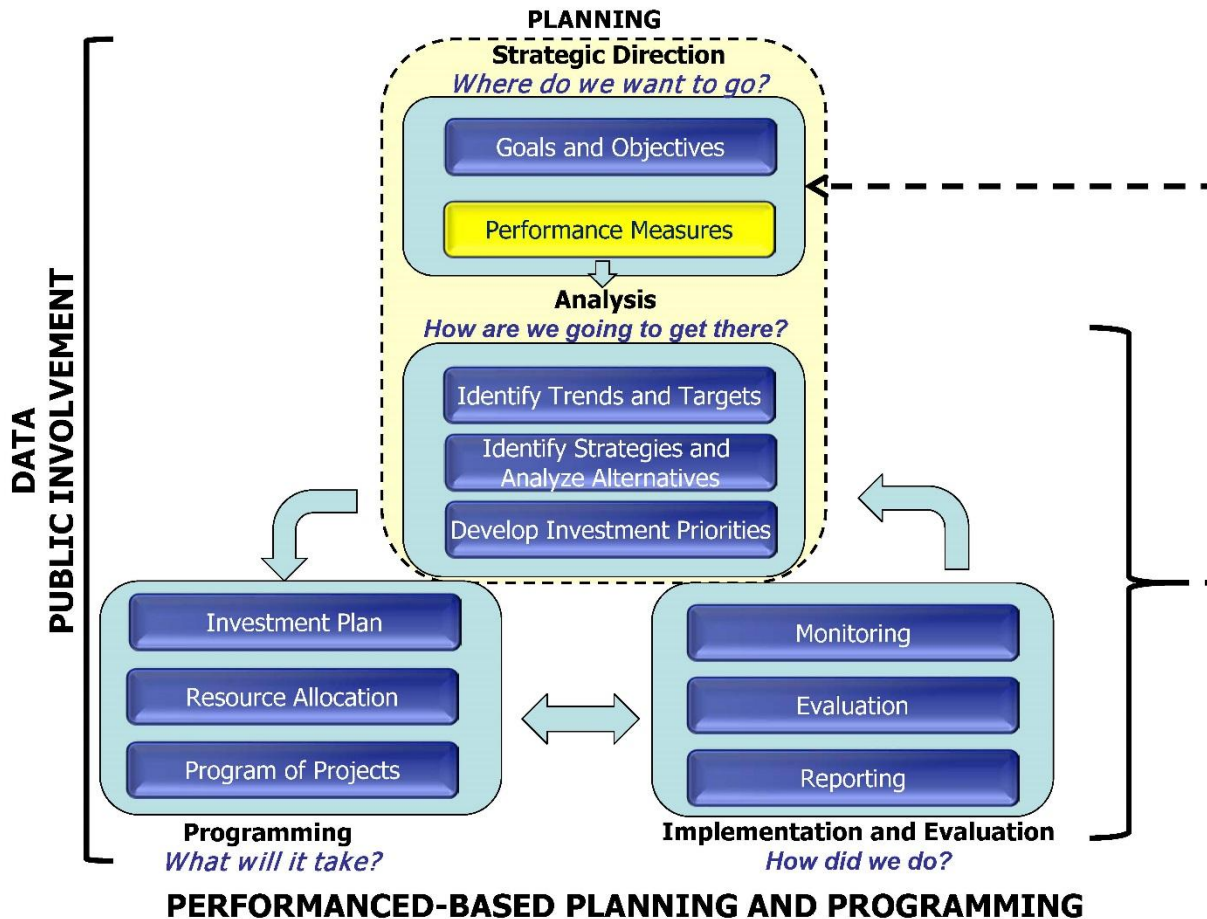 PLANNING
Strategic Direction
Where do we want to go?
Goals and Objectives
Performance Measures
Analysis
How are we going to get there?
Identify Trends and Targets
Identify Strategies and
Analyze Alternatives
Develop Investment Priorities
DATA
PUBLIC INVOLVEMENT
Investment Plan
Resource Allocation
Program of Projects
Programming
What will it take?
Monitoring
Evaluation
Reporting
Implementation and Evaluation
How did we do?
PERFORMANCED-BASED PLANNING AND PROGRAMMING